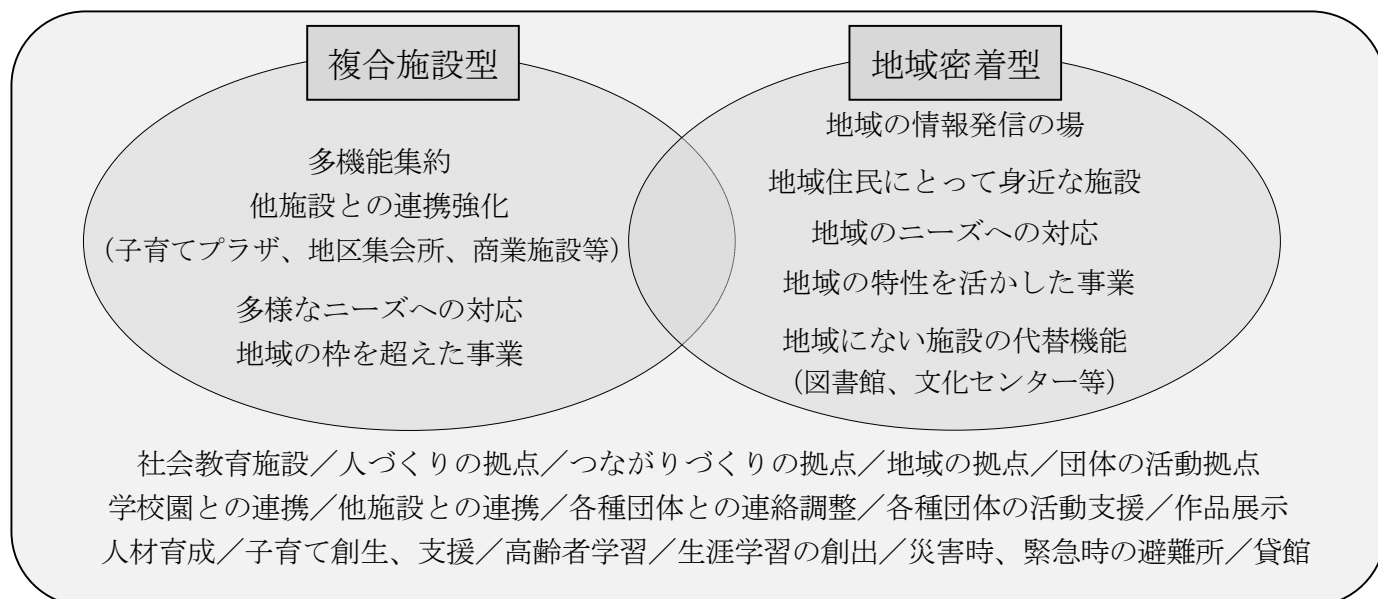 複合施設型
多機能集約
他施設との連携強化
（子育てプラザ、地区集会所、商業施設等）
多様なニーズへの対応
地域の枠を超えた事業
地域密着型
地域の情報発信の場
地域住民にとって身近な施設
地域のニーズへの対応
地域の特性を活かした事業
地域にない施設の代替機能
（図書館、文化センター等）
社会教育施設／人づくりの拠点／つながりづくりの拠点／地域の拠点／団体の活動拠点
学校園との連携／他施設との連携／各種団体との連絡調整／各種団体の活動支援／作品展示
人材育成／子育て創生、支援／高齢者学習／生涯学習の創出／災害時、緊急時の避難所／貸館